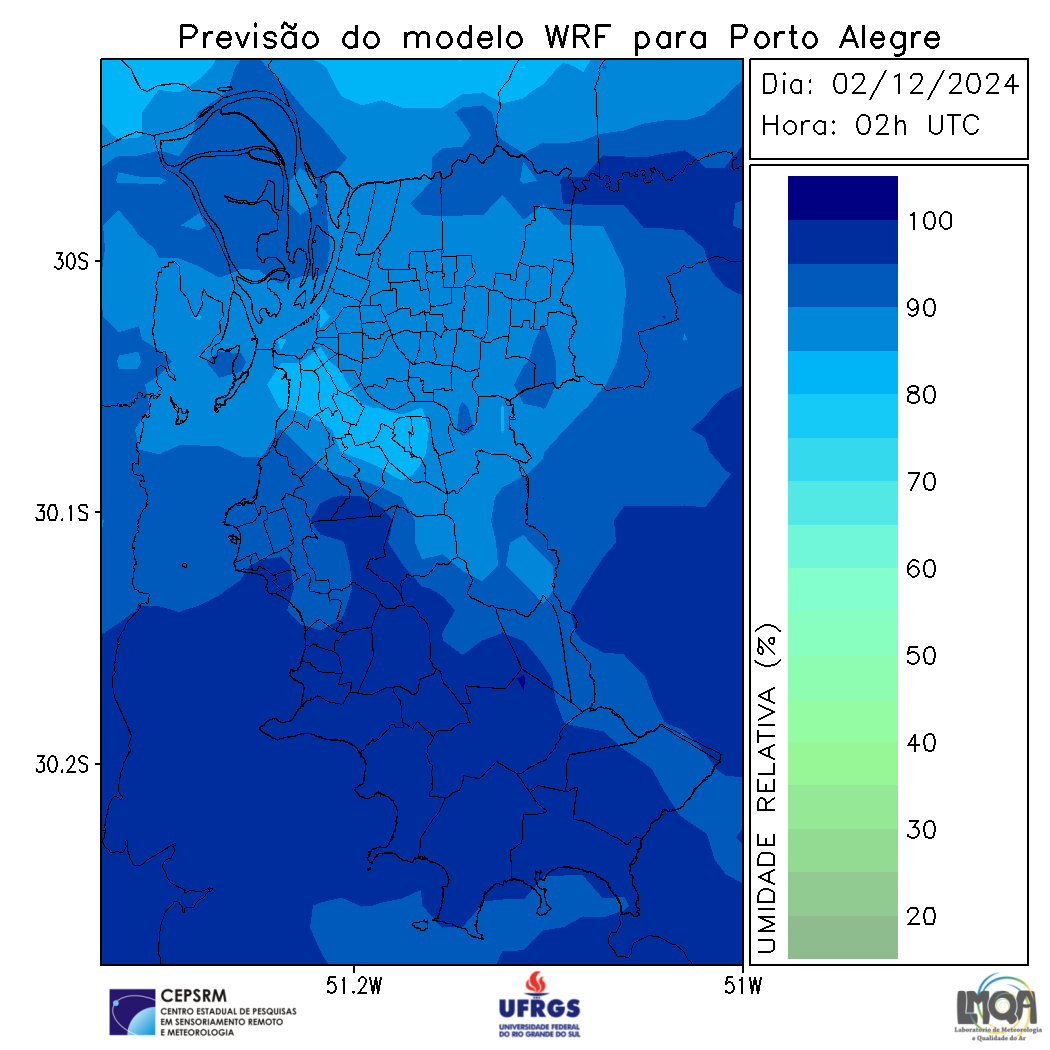 Previsão do modelo WRF para Porto Alegre
Dia: 02/12/2024
Hora: 02h UTC
30S
30.1S
30.2S
51.2W
51W
100
90
80
70
60
50
40
30
20
UMIDADE RELATIVA (%)
CEPSRM
CENTRO ESTADUAL DE PESQUISAS
EM SENSORIAMENTO REMOTO
E METEOROLOGIA
UFRGS
UNIVERSIDADE FEDERAL
DO RIO GRANDE DO SUL
LMQA
Laboratório de Meteorologia
e Qualidade do Ar